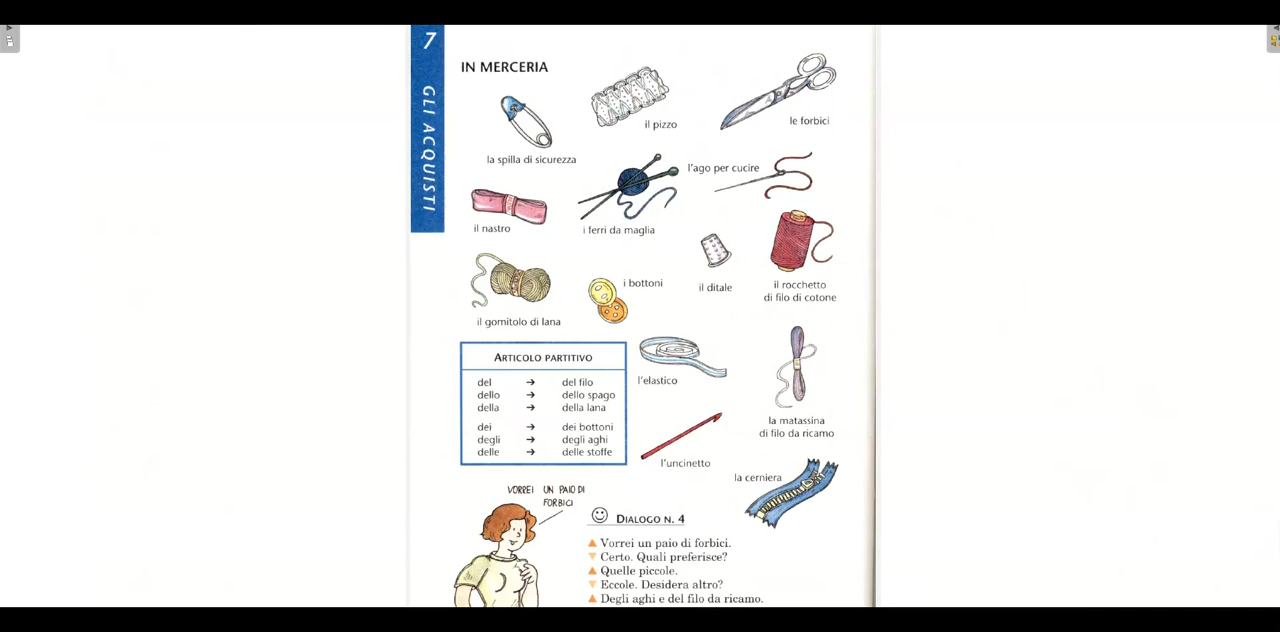 7
GLI ACQUISTI
IN MERCERIA
il pizzo
le forbici
la spilla di sicurezza
l'ago per cucire
il nastro
i ferri da maglia
i bottoni
il ditale
il rocchetto
di filo di cotone
il gomitolo di lana
ARTICOLO PARTITIVO
del → del filo
dello → dello spago
della → della lana
dei → dei bottoni
degli → degli aghi
delle → delle stoffe
l'elastico
la matassina
di filo da ricamo
l'uncinetto
la cerniera
VORREI UN PAIO DI
FORBICI
DIALOGO N. 4
Vorrei un paio di forbici.
Certo. Quali preferisce?
Quelle piccole.
Eccole. Desidera altro?
Degli aghi e del filo da ricamo.